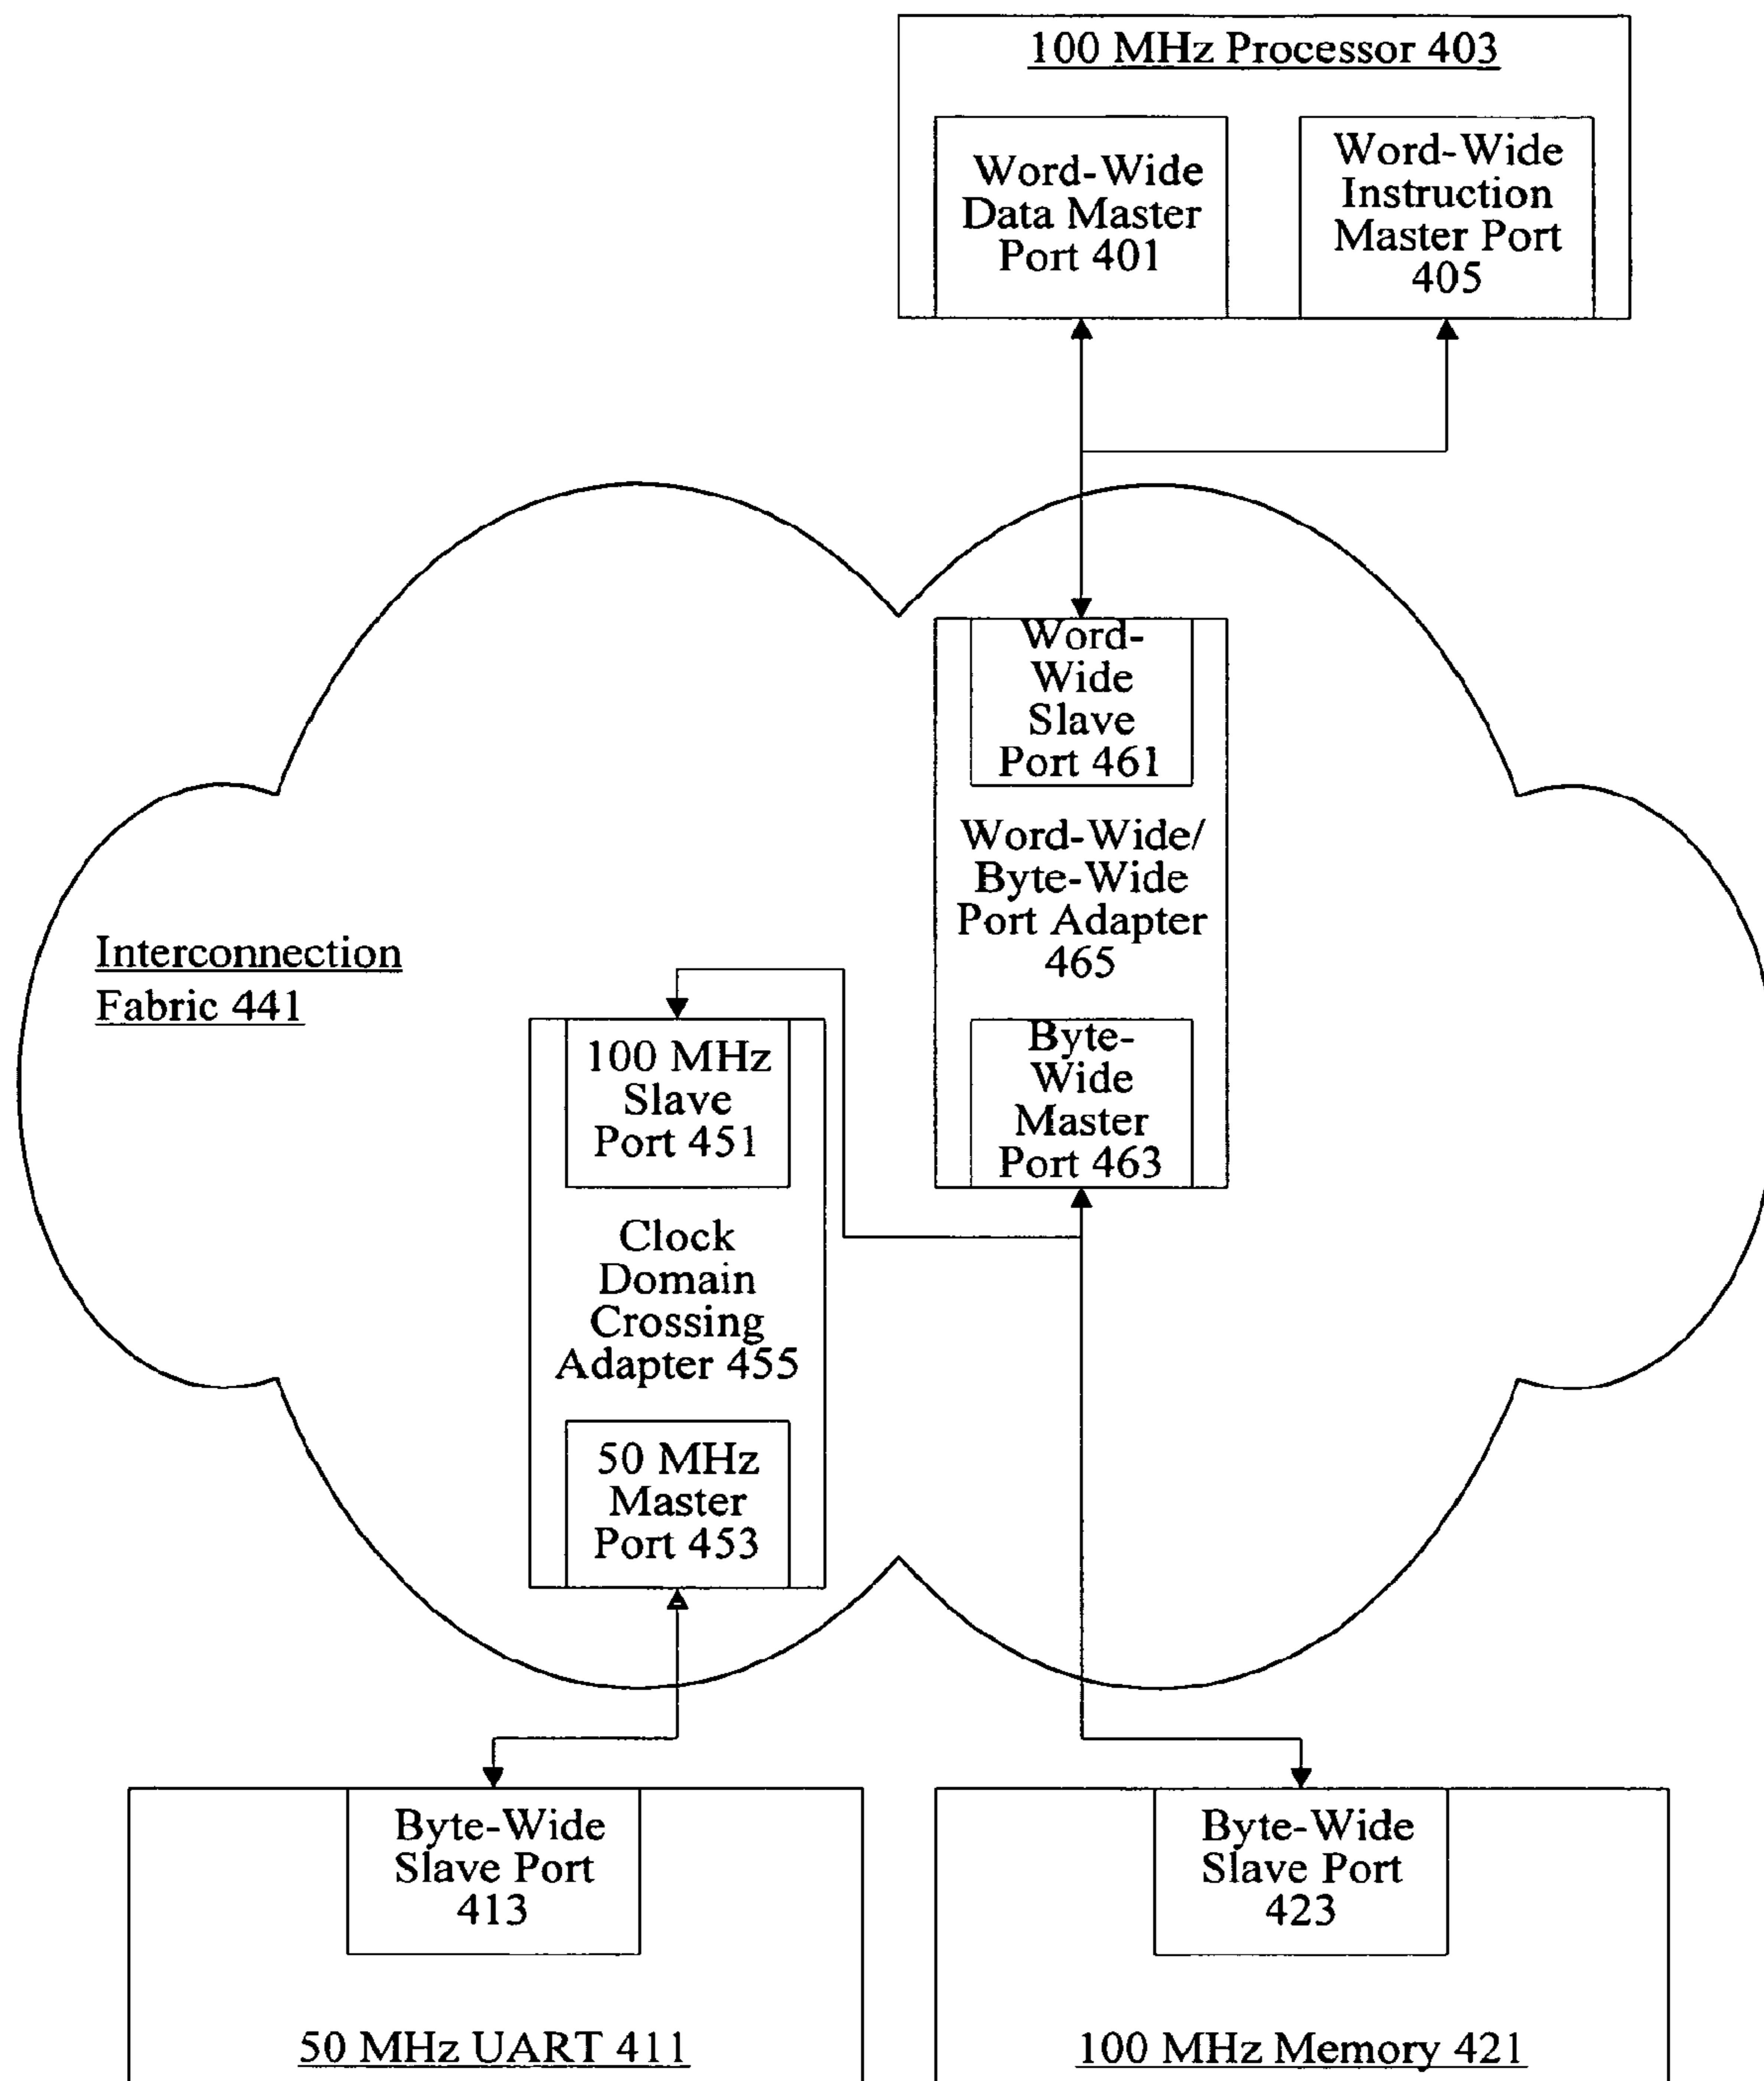 100 MHz Processor 403
Word-Wide
Data Master
Port 401
Word-Wide
Instruction
Master Port
405
Word-
Wide
Slave
Port 461
Word-Wide/
Byte-Wide
Port Adapter
465
Byte-
Wide
Master
Port 463
Interconnection
Fabric 441
100 MHz
Slave
Port 451
Clock
Domain
Crossing
Adapter 455
50 MHz
Master
Port 453
Byte-Wide
Slave Port
413
50 MHz UART 411
Byte-Wide
Slave Port
423
100 MHz Memory 421